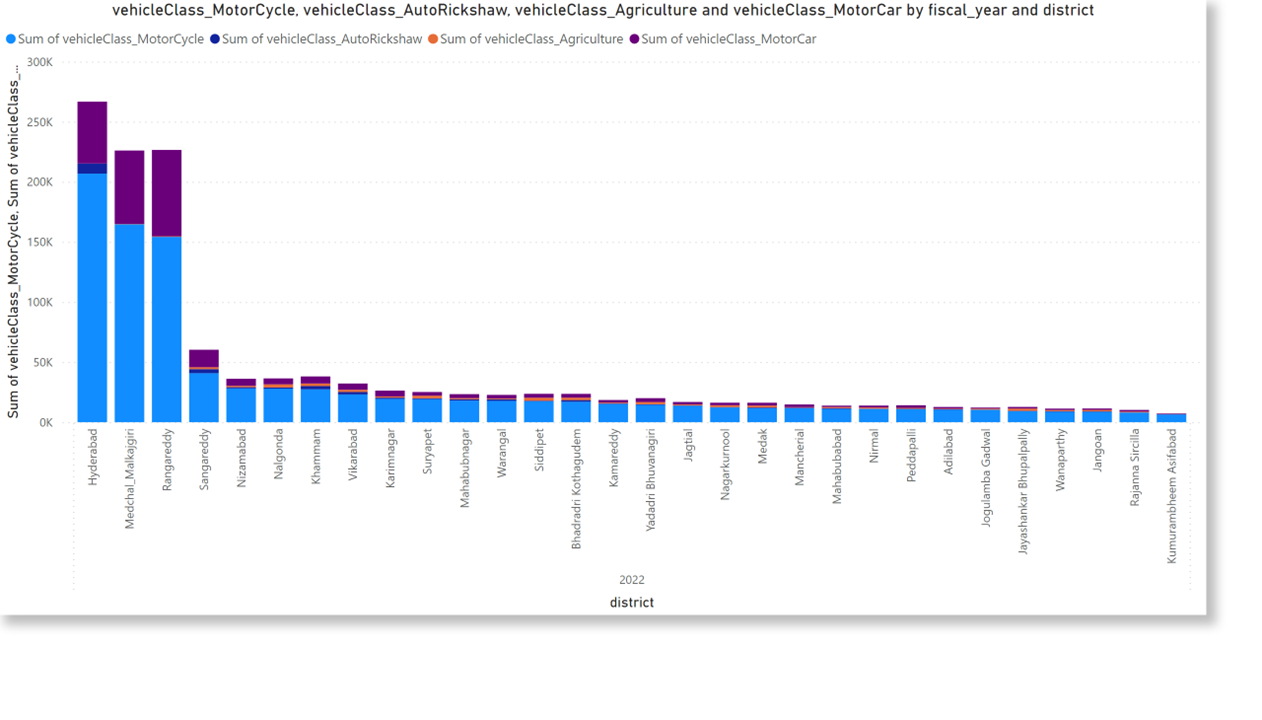 vehicleClass_MotorCycle, vehicleClass_AutoRickshaw, vehicleClass_Agriculture and vehicleClass_MotorCar by fiscal_year and district
Sum of vehicleClass_MotorCycle Sum of vehicleClass_AutoRickshaw Sum of vehicleClass_Agriculture Sum of vehicleClass_MotorCar
Sum of vehicleClass_MotorCycle, Sum of vehicleClass_...
300K
250K
200K
150K
100K
50K
0K
Hyderabad
Medchal_Malkajgiri
Rangareddy
Sangareddy
Nizamabad
Nalgonda
Khammam
Vikarabad
Karimnagar
Suryapet
Mahabubnagar
Warangal
Siddipet
Bhadradri Kothagudem
Kamareddy
Yadadri Bhuvanagiri
Jagtial
Nagarkurnool
Medak
Mancherial
Mahababubad
Nirmal
Peddapalli
Adilabad
Jogulamba Gadwal
Jayashankar Bhupalpally
Wanaparthy
Jangoan
Rajanna Sircilla
Kumurambheem Asifabad
2022
district